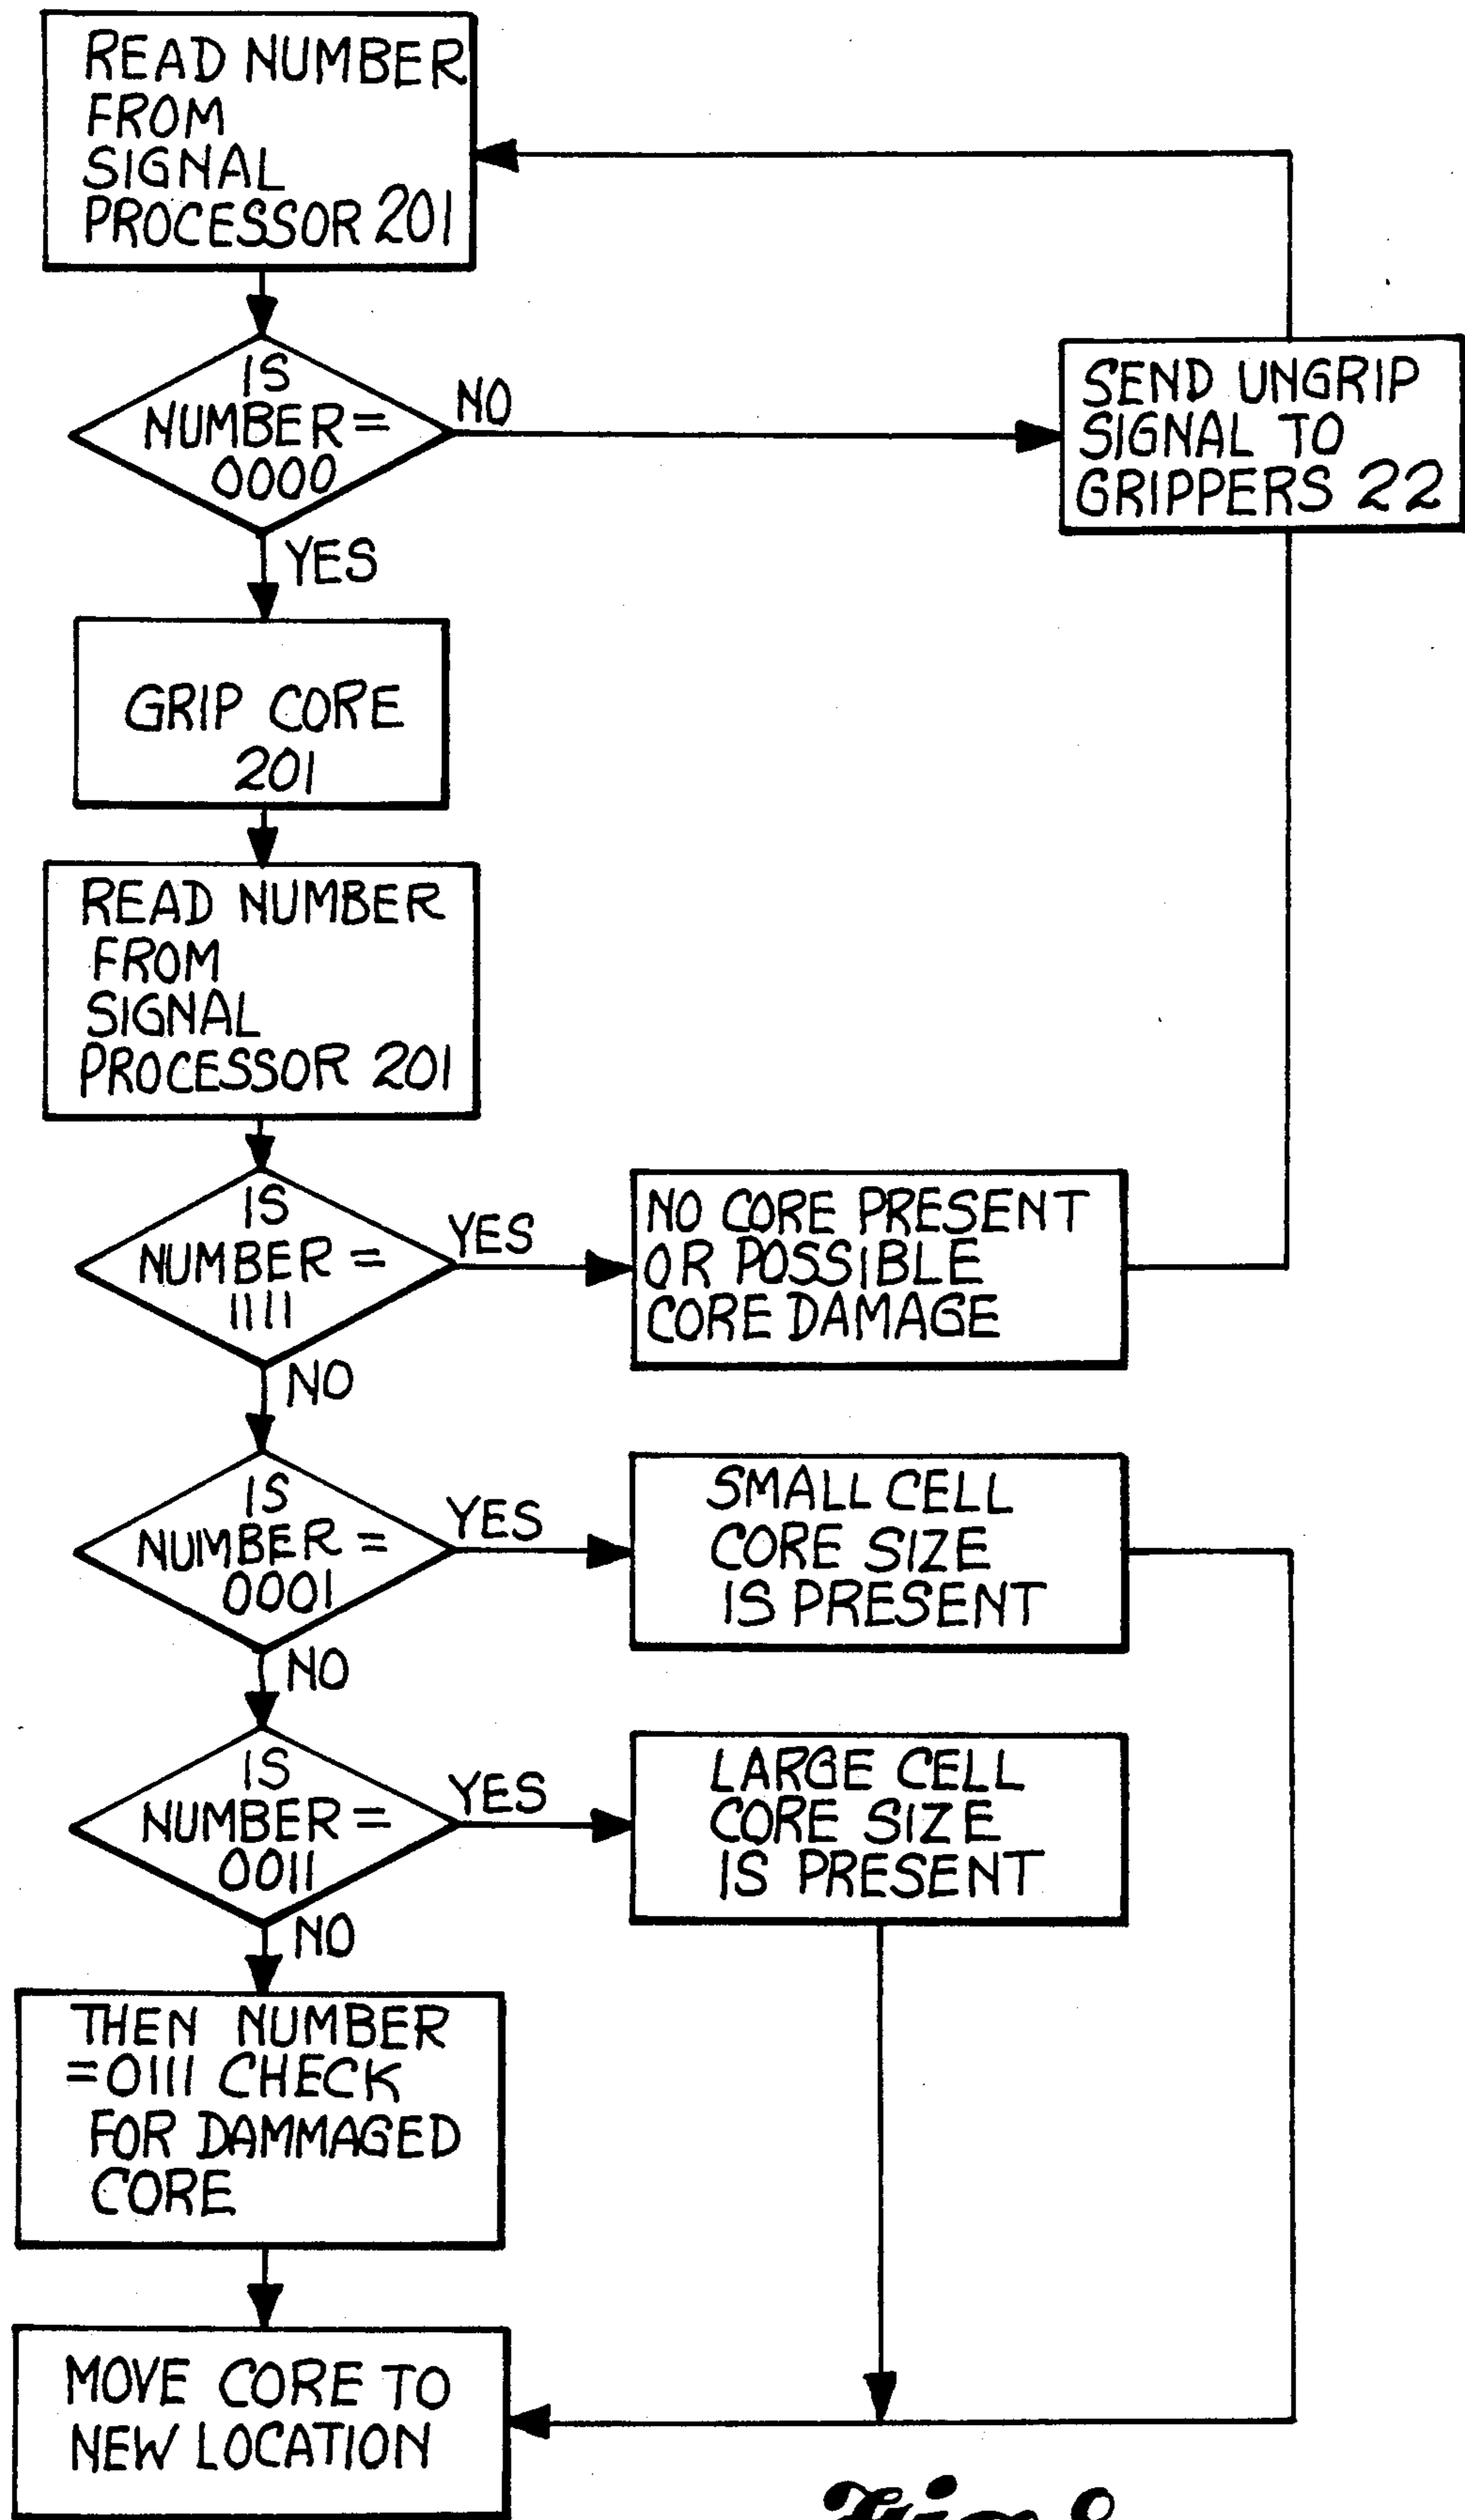 READ NUMBER
FROM
SIGNAL
PROCESSOR 201
IS
NUMBER =
0000
NO
SEND UNGRIP
SIGNAL TO
GRIPPERS 22
YES
GRIP CORE
201
READ NUMBER
FROM
SIGNAL
PROCESSOR 201
IS
NUMBER =
1111
YES
NO CORE PRESENT
OR POSSIBLE
CORE DAMAGE
NO
IS
NUMBER =
0001
YES
SMALL CELL
CORE SIZE
IS PRESENT
NO
IS
NUMBER =
0011
YES
LARGE CELL
CORE SIZE
IS PRESENT
NO
THEN NUMBER
=0111 CHECK
FOR DAMMAGED
CORE
MOVE CORE TO
NEW LOCATION